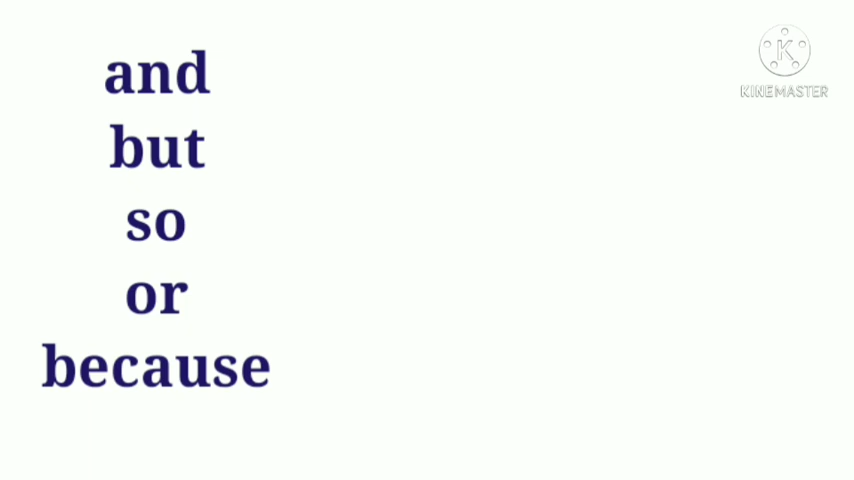 and
but
so
or
because
K
KINEMASTER